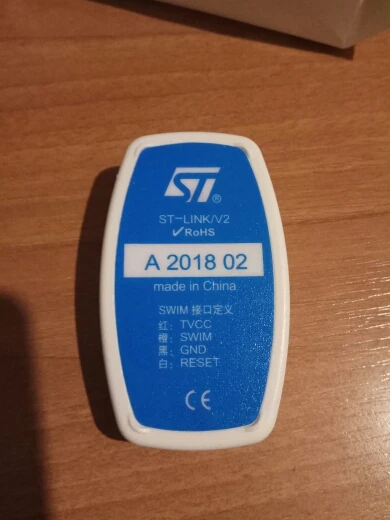 ST®
ST-LINK/V2
✓RoHS
A 2018 02
made in China
SWIM 接口定义
红: TVCC
橙: SWIM
黑: GND
白: RESET
CE